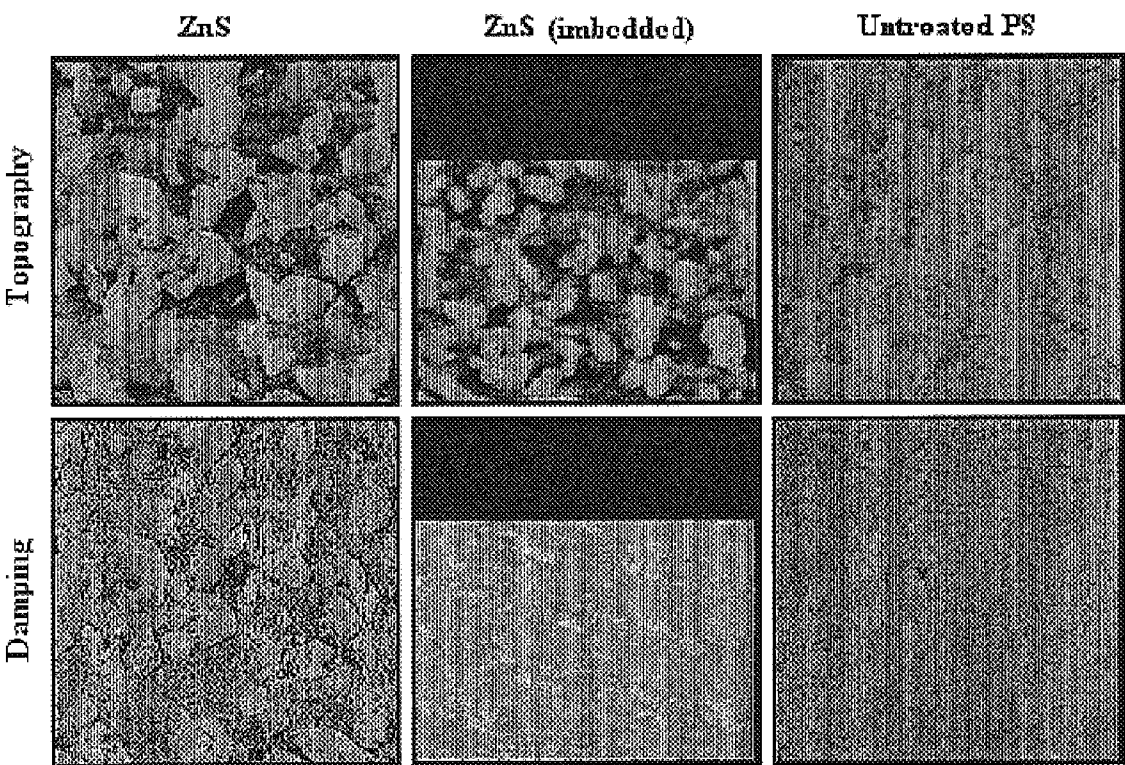 ZnS
ZnS (imbedded)
Untreated PS
Topography
Damping